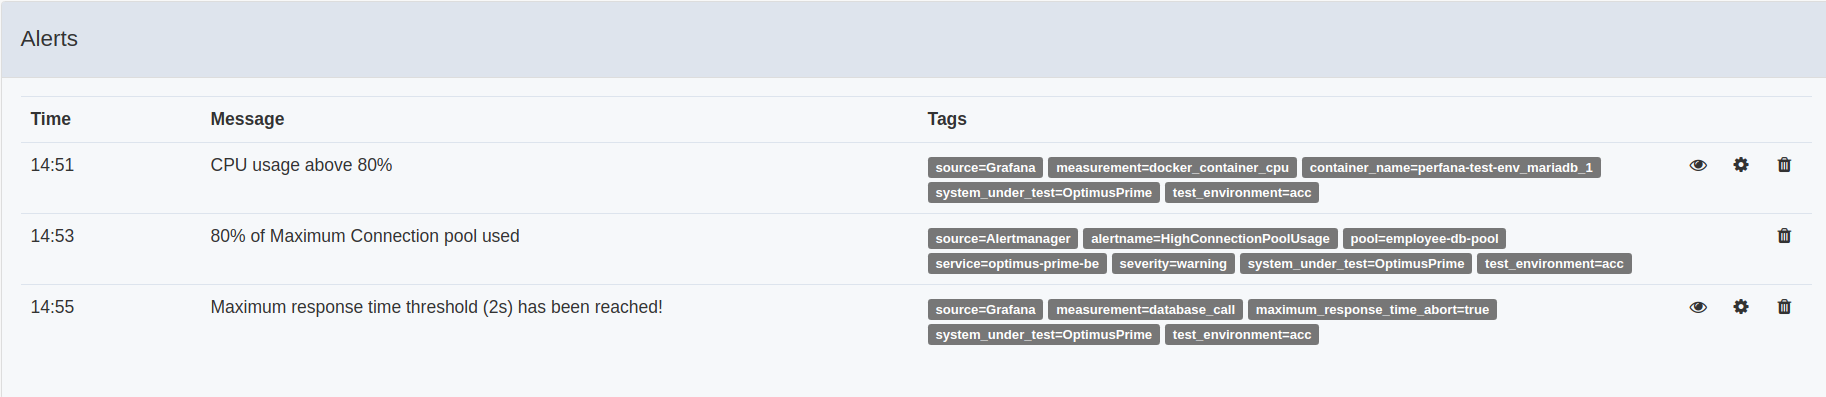 Alerts
Time Message Tags
14:51 CPU usage above 80% source=Grafana measurement=docker_container_cpu container_name=perfana-test-env_mariadb_1
system_under_test=OptimusPrime test_environment=acc
14:53 80% of Maximum Connection pool used source=Alertmanager alertname=HighConnectionPoolUsage pool=employee-db-pool
service=optimus-prime-be severity=warning system_under_test=OptimusPrime test_environment=acc
14:55 Maximum response time threshold (2s) has been reached! source=Grafana measurement=database_call maximum_response_time_abort=true
system_under_test=OptimusPrime test_environment=acc